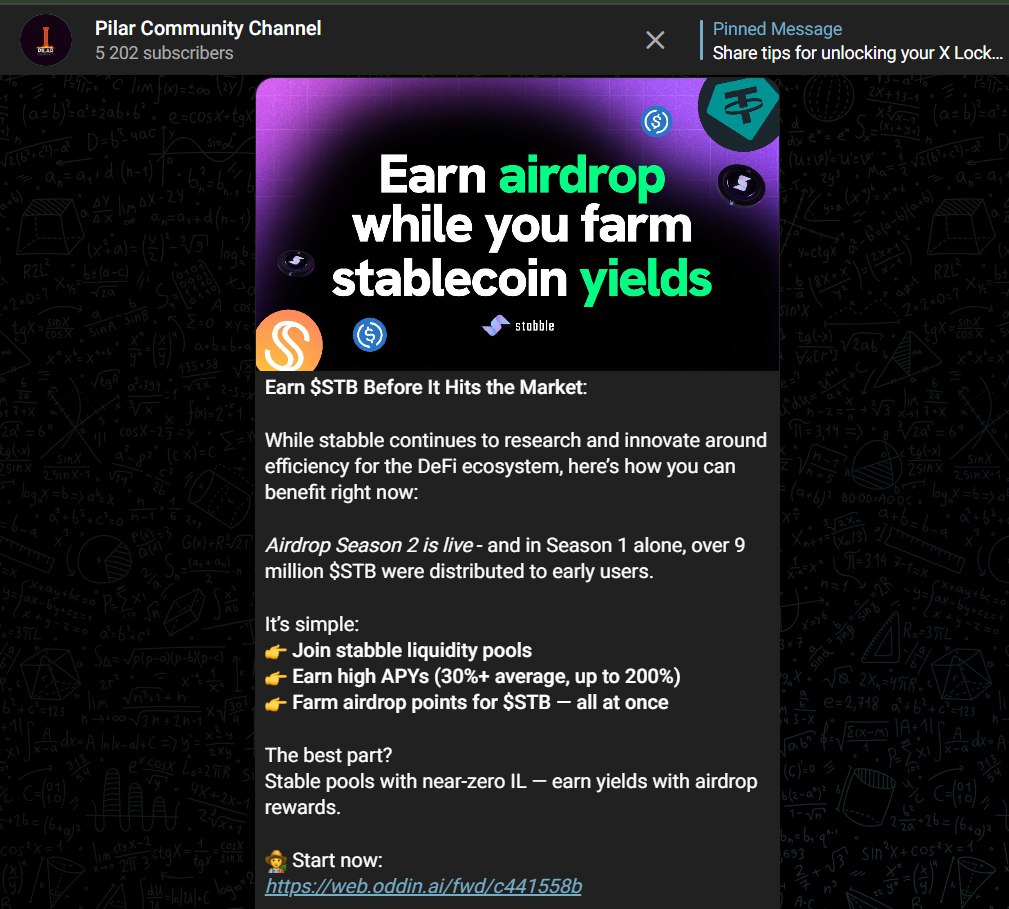 Pilar Community Channel
5 202 subscribers
Pinned Message
Share tips for unlocking your X Lock...
PILAR
Earn airdrop
while you farm
stablecoin yields
stabble
Earn $STB Before It Hits the Market:
While stabble continues to research and innovate around
efficiency for the DeFi ecosystem, here's how you can
benefit right now:
Airdrop Season 2 is live - and in Season 1 alone, over 9
million $STB were distributed to early users.
It's simple:
👉 Join stabble liquidity pools
👉 Earn high APYs (30%+ average, up to 200%)
👉 Farm airdrop points for $STB — all at once
The best part?
Stable pools with near-zero IL — earn yields with airdrop
rewards.
🧑‍🌾 Start now:
https://web.oddin.ai/fwd/c441558b